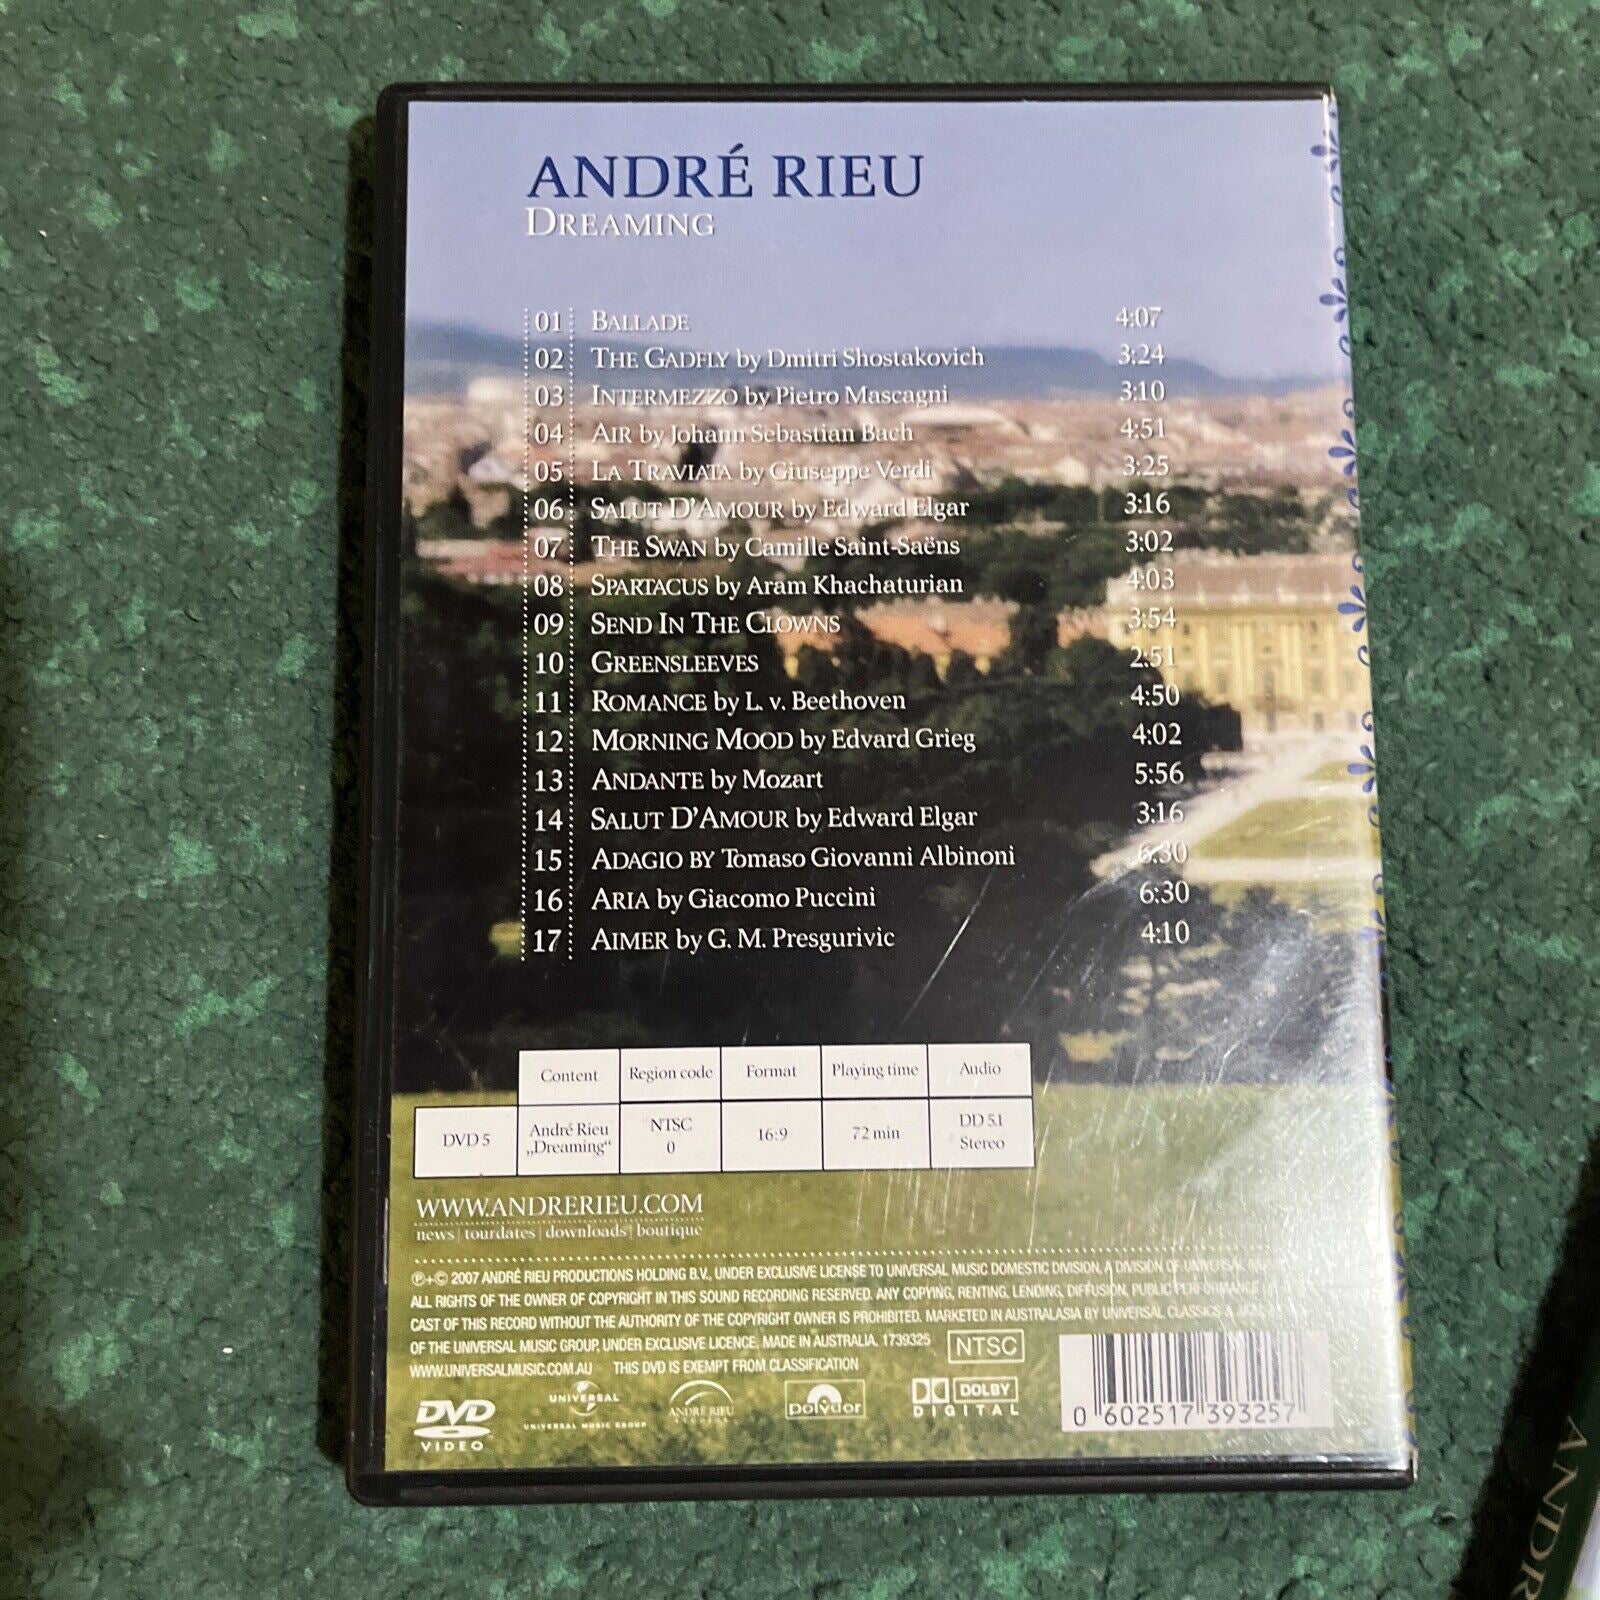 ANDRÉ RIEU
DREAMING
01 BALLADE 4:07
02 THE GADFLY by Dmitri Shostakovich 3:24
03 INTERMEZZO by Pietro Mascagni 3:10
04 AIR by Johann Sebastian Bach 4:51
05 LA TRAVIATA by Giuseppe Verdi 3:25
06 SALUT D'AMOUR by Edward Elgar 3:16
07 THE SWAN by Camille Saint-Saëns 3:02
08 SPARTACUS by Aram Khachaturian 4:03
09 SEND IN THE CLOWNS 3:54
10 GREENSLEEVES 2:51
11 ROMANCE by L. v. Beethoven 4:50
12 MORNING MOOD by Edvard Grieg 4:02
13 ANDANTE by Mozart 5:56
14 SALUT D'AMOUR by Edward Elgar 3:16
15 ADAGIO BY Tomaso Giovanni Albinoni 6:30
16 ARIA by Giacomo Puccini 6:30
17 AIMER by G. M. Presgurivic 4:10
Content Region code Format Playing time Audio
DVD 5 André Rieu „Dreaming“ NTSC 0 16:9 72 min DD 5.1 Stereo
WWW.ANDRERIEU.COM
news | tourdates | downloads | boutique
℗+© 2007 ANDRÉ RIEU PRODUCTIONS HOLDING B.V., UNDER EXCLUSIVE LICENSE TO UNIVERSAL MUSIC DOMESTIC DIVISION, A DIVISION OF UNIVERSAL
ALL RIGHTS OF THE OWNER OF COPYRIGHT IN THIS SOUND RECORDING RESERVED. ANY COPYING, RENTING, LENDING, DIFFUSION, PUBLIC PERFORMANCE
CAST OF THIS RECORD WITHOUT THE AUTHORITY OF THE COPYRIGHT OWNER IS PROHIBITED. MARKETED IN AUSTRALASIA BY UNIVERSAL CLASSICS &
OF THE UNIVERSAL MUSIC GROUP, UNDER EXCLUSIVE LICENCE. MADE IN AUSTRALIA. 1739325
NTSC
WWW.UNIVERSALMUSIC.COM.AU THIS DVD IS EXEMPT FROM CLASSIFICATION
DVD VIDEO
UNIVERSAL
UNIVERSAL MUSIC GROUP
ANDRÉ RIEU
STUDIOS
polydor
DOLBY
DIGITAL
0 602517 393257
ANDR